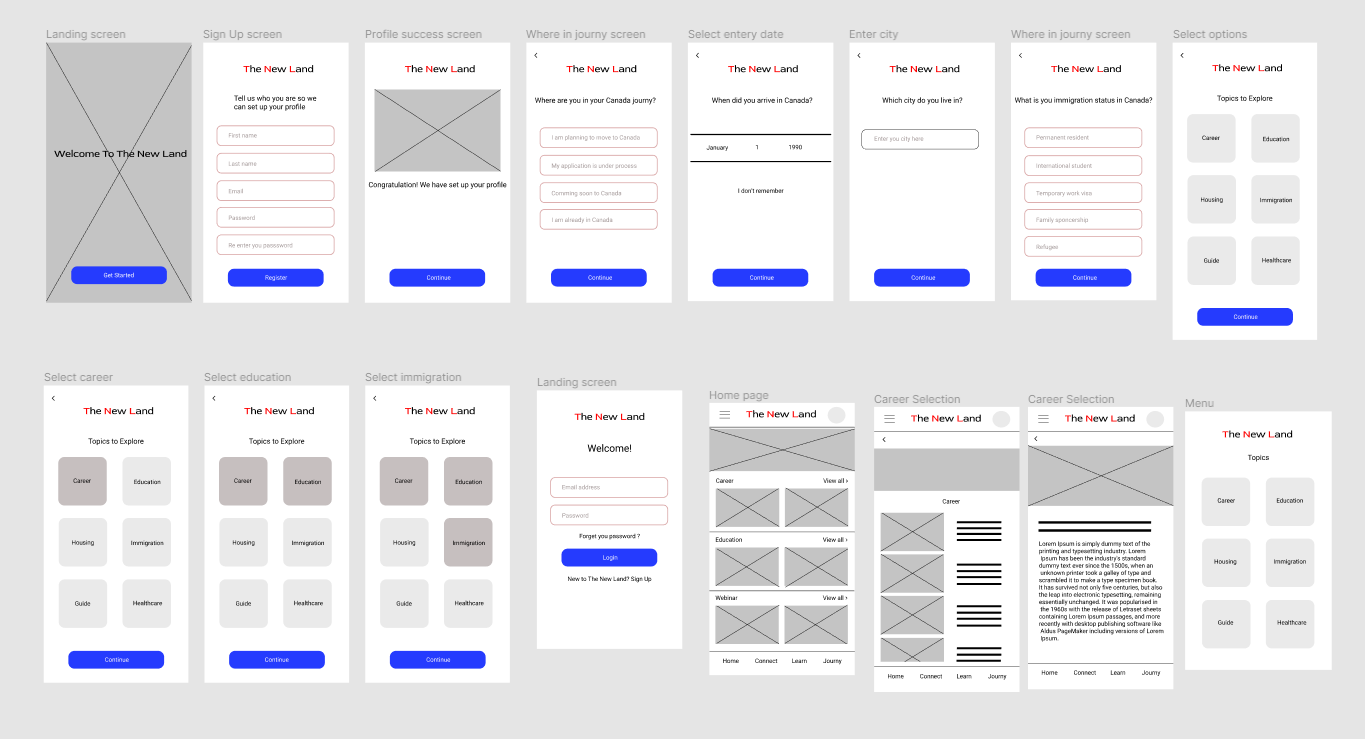 Landing screen
Welcome To The New Land
Get Started
Sign Up screen
The New Land
Tell us who you are so we
can set up your profile
First name
Last name
Email
Password
Re enter you passsword
Register
Profile success screen
The New Land
Congratulation! We have set up your profile
Continue
Where in journy screen
The New Land
Where are you in your Canada journy?
I am planning to move to Canada
My application is under process
Comming soon to Canada
I am already in Canada
Continue
Select entery date
The New Land
When did you arrive in Canada?
January 1 1990
I don't remember
Continue
Enter city
The New Land
Which city do you live in?
Enter you city here
Continue
Where in journy screen
The New Land
What is you immigration status in Canada?
Permanent resident
International student
Temporary work visa
Family sponcership
Refugee
Continue
Select options
The New Land
Topics to Explore
Career Education
Housing Immigration
Guide Healthcare
Continue
Select career
The New Land
Topics to Explore
Career Education
Housing Immigration
Guide Healthcare
Continue
Select education
The New Land
Topics to Explore
Career Education
Housing Immigration
Guide Healthcare
Continue
Select immigration
The New Land
Topics to Explore
Career Education
Housing Immigration
Guide Healthcare
Continue
Landing screen
The New Land
Welcome!
Email address
Password
Forget you password ?
Login
New to The New Land? Sign Up
Home page
The New Land
Career View all ›
Education View all ›
Webinar View all ›
Home Connect Learn Journy
Career Selection
The New Land
Career
Home Connect Learn Journy
Career Selection
The New Land
Lorem Ipsum is simply dummy text of the
printing and typesetting industry. Lorem
Ipsum has been the industry's standard
dummy text ever since the 1500s, when an
unknown printer took a galley of type and
scrambled it to make a type specimen book.
It has survived not only five centuries, but also
the leap into electronic typesetting, remaining
essentially unchanged. It was popularised in
the 1960s with the release of Letraset sheets
containing Lorem Ipsum passages, and more
recently with desktop publishing software like
Aldus PageMaker including versions of Lorem
Ipsum.
Home Connect Learn Journy
Menu
The New Land
Topics
Career Education
Housing Immigration
Guide Healthcare